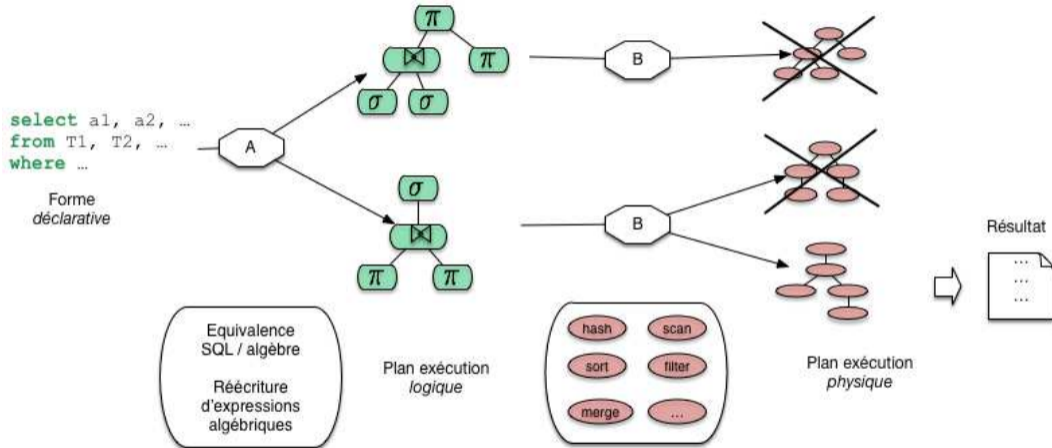 select a1, a2, …
from T1, T2, …
where …
Forme
déclarative
A
π
⋈
π
σ
σ
σ
⋈
π
π
B
B
Résultat
…
…
…
Equivalence
SQL / algèbre
Réécriture
d'expressions
algébriques
Plan exécution
logique
hash
scan
sort
filter
merge
…
Plan exécution
physique